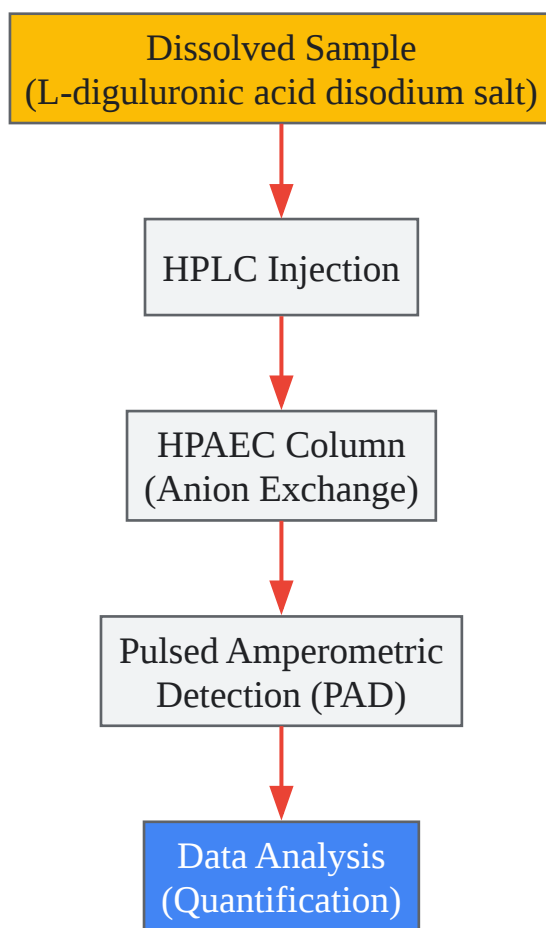 Dissolved Sample
(L-diguluronic acid disodium salt)
HPLC Injection
HPAEC Column
(Anion Exchange)
Pulsed Amperometric
Detection (PAD)
Data Analysis
(Quantification)